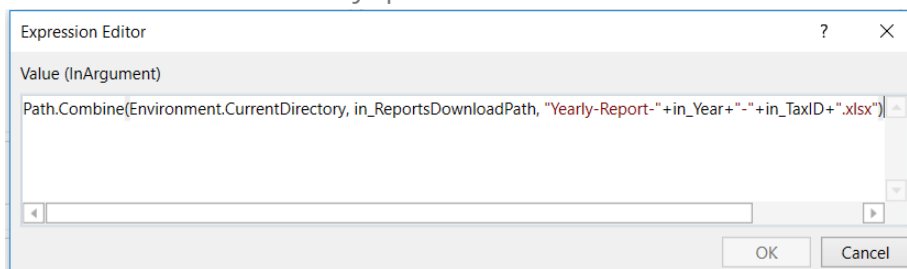 Expression Editor ? ×
Value (InArgument)
Path.Combine(Environment.CurrentDirectory, in_ReportsDownloadPath, "Yearly-Report-"+in_Year+"-"+in_TaxID+".xlsx")
OK Cancel